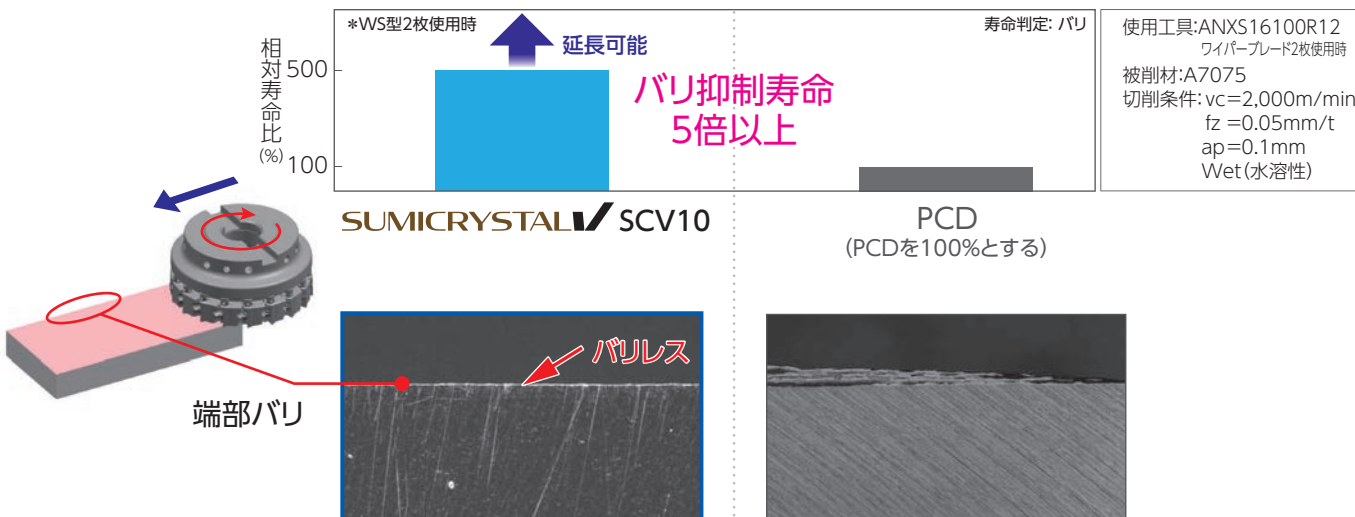 *WS型2枚使用時
延長可能
寿命判定: バリ
相対寿命比
(%)
500
100
バリ抑制寿命
5倍以上
使用工具:ANXS16100R12
ワイパーブレード2枚使用時
被削材:A7075
切削条件: vc=2,000m/min
fz =0.05mm/t
ap=0.1mm
Wet(水溶性)
SUMICRYSTAL V SCV10
PCD
(PCDを100%とする)
バリレス
端部バリ